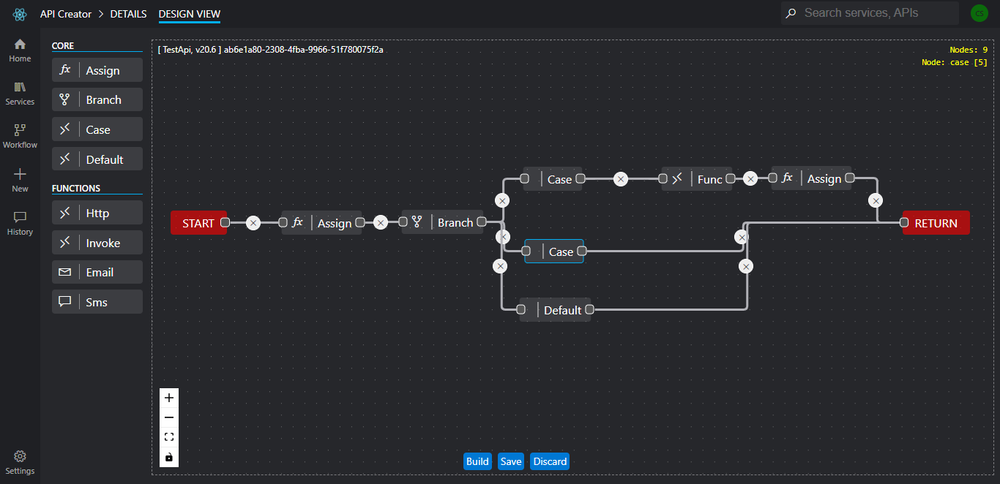 API Creator > DETAILS DESIGN VIEW
Search services, APIs
CS
Home
Services
Workflow
New
History
Settings
CORE
fx Assign
Branch
Case
Default
FUNCTIONS
Http
Invoke
Email
Sms
[ TestApi, v20.6 ] ab6e1a80-2308-4fba-9966-51f780075f2a
Nodes: 9
Node: case [5]
Case
Func
fx Assign
START
fx Assign
Branch
RETURN
Case
Default
Build Save Discard